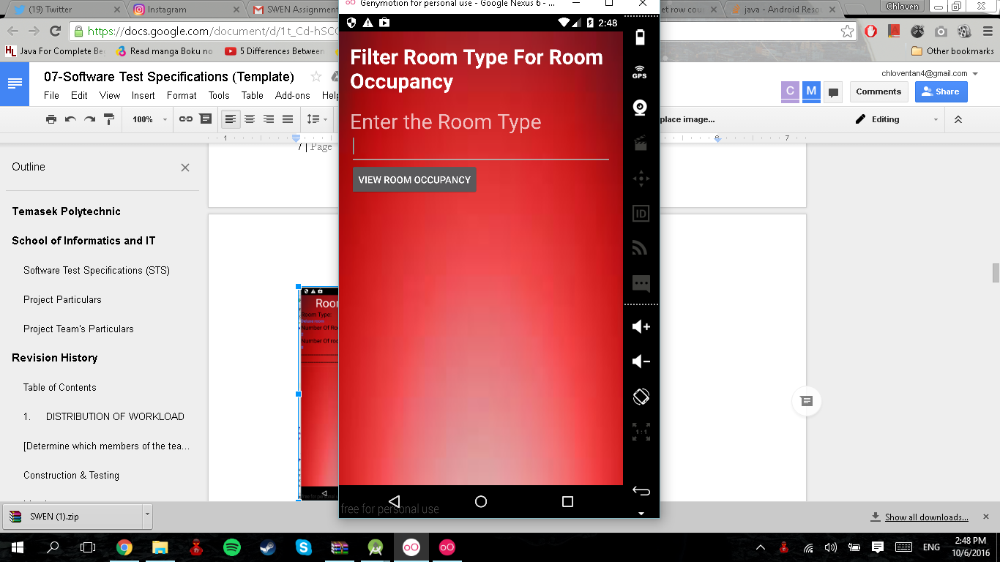 (19) Twitter
Instagram
SWEN Assignment
Genymotion for personal use - Google Nexus 6 - ...
et row cou
java - Android Reso
Chloven
https://docs.google.com/document/d/1t_Cd-hSCC
Java For Complete Be
Read manga Boku no
5 Differences Between
Other bookmarks
07-Software Test Specifications (Template)
chloventan4@gmail.com
File Edit View Insert Format Tools Table Add-ons Help
C M Comments Share
100%
place image...
Editing
1
6 7
7 | Page
Outline
Temasek Polytechnic
School of Informatics and IT
Software Test Specifications (STS)
Project Particulars
Project Team's Particulars
Revision History
Table of Contents
1. DISTRIBUTION OF WORKLOAD
[Determine which members of the tea...
Construction & Testing
Room
Room Type:
Number Of Ro
Number Of roo
2:48
Filter Room Type For Room
Occupancy
Enter the Room Type
VIEW ROOM OCCUPANCY
free for personal use
GPS
ID
1:1
SWEN (1).zip
Show all downloads...
ENG
2:48 PM
10/6/2016